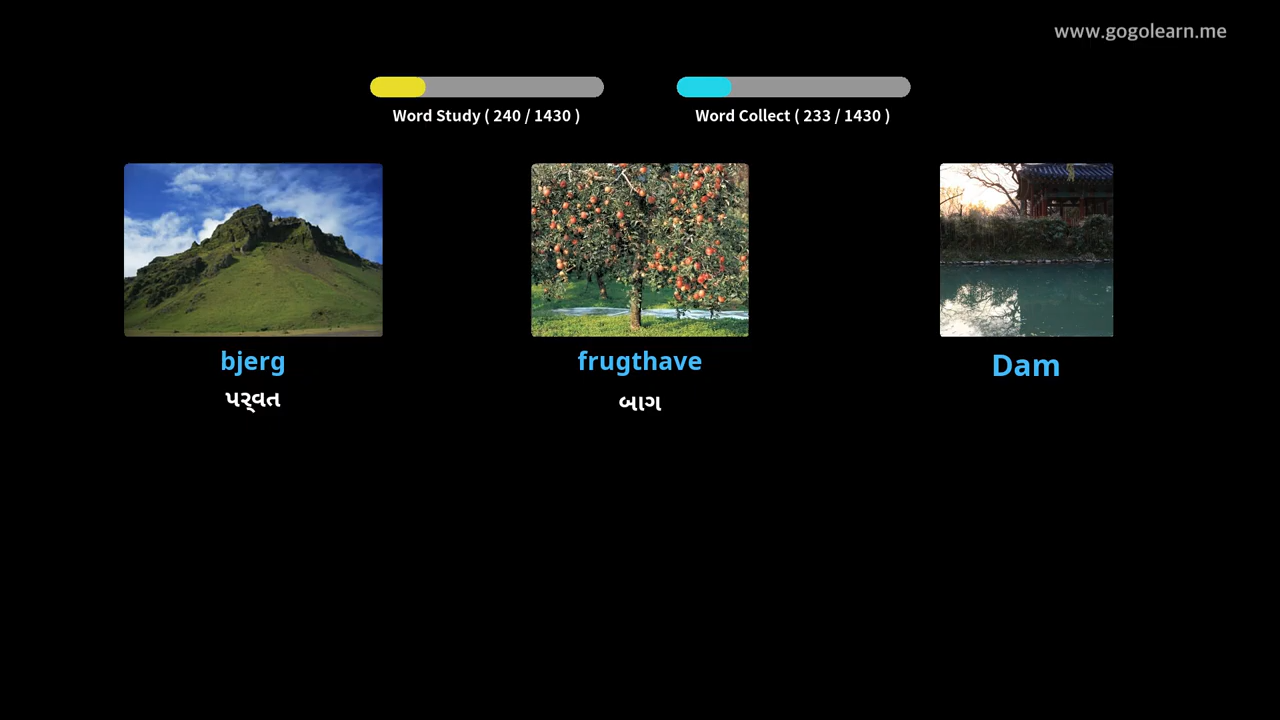 www.gogolearn.me
Word Study ( 240 / 1430 )
Word Collect ( 233 / 1430 )
bjerg
પર્વત
frugthave
બાગ
Dam